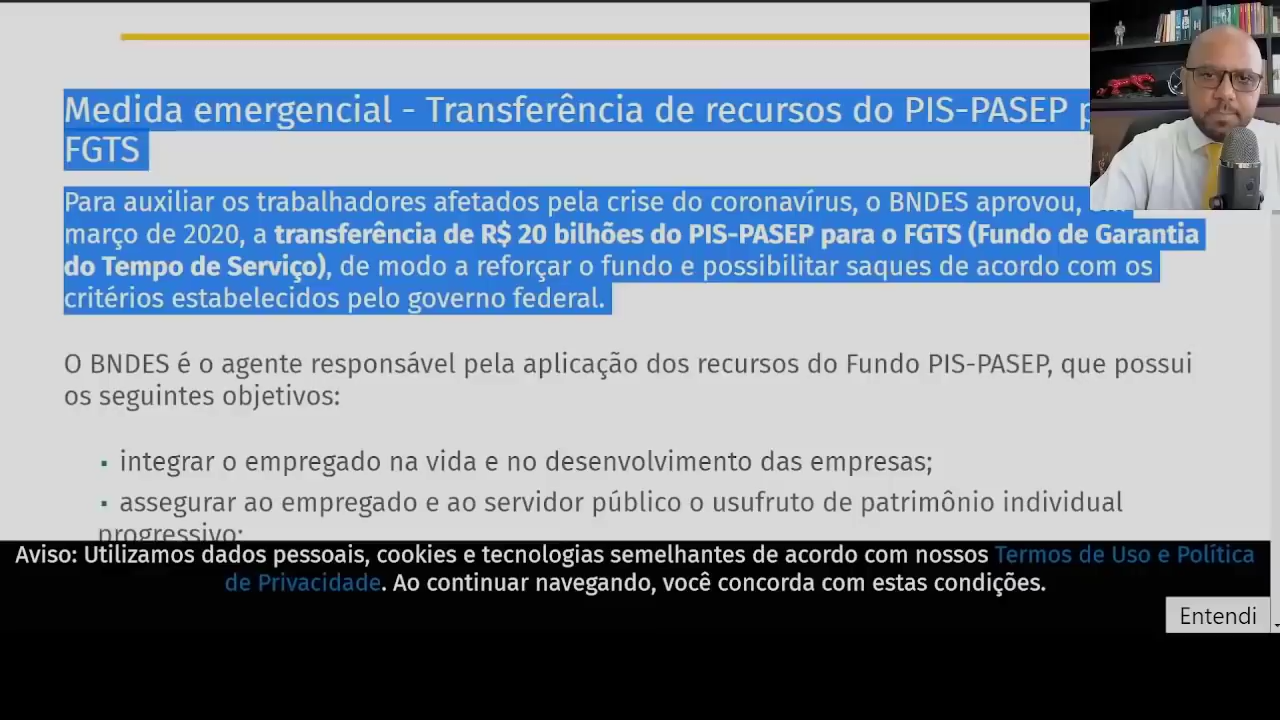 Medida emergencial - Transferência de recursos do PIS-PASEP
FGTS
Para auxiliar os trabalhadores afetados pela crise do coronavírus, o BNDES aprovou,
março de 2020, a transferência de R$ 20 bilhões do PIS-PASEP para o FGTS (Fundo de Garantia
do Tempo de Serviço), de modo a reforçar o fundo e possibilitar saques de acordo com os
critérios estabelecidos pelo governo federal.
O BNDES é o agente responsável pela aplicação dos recursos do Fundo PIS-PASEP, que possui
os seguintes objetivos:
▪ integrar o empregado na vida e no desenvolvimento das empresas;
▪ assegurar ao empregado e ao servidor público o usufruto de patrimônio individual
progressivo;
Aviso: Utilizamos dados pessoais, cookies e tecnologias semelhantes de acordo com nossos Termos de Uso e Política
de Privacidade. Ao continuar navegando, você concorda com estas condições.
Entendi